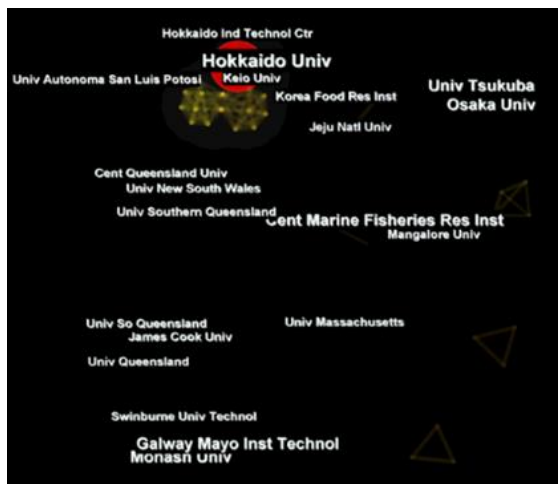 Hokkaido Ind Technol Ctr
Hokkaido Univ
Univ Autonoma San Luis Potosi
Keio Univ
Univ Tsukuba
Korea Food Res Inst
Osaka Univ
Jeju Natl Univ
Cent Queensland Univ
Univ New South Wales
Univ Southern Queensland
Cent Marine Fisheries Res Inst
Mangalore Univ
Univ So Queensland
Univ Massachusetts
James Cook Univ
Univ Queensland
Swinburne Univ Technol
Galway Mayo Inst Technol
Monash Univ